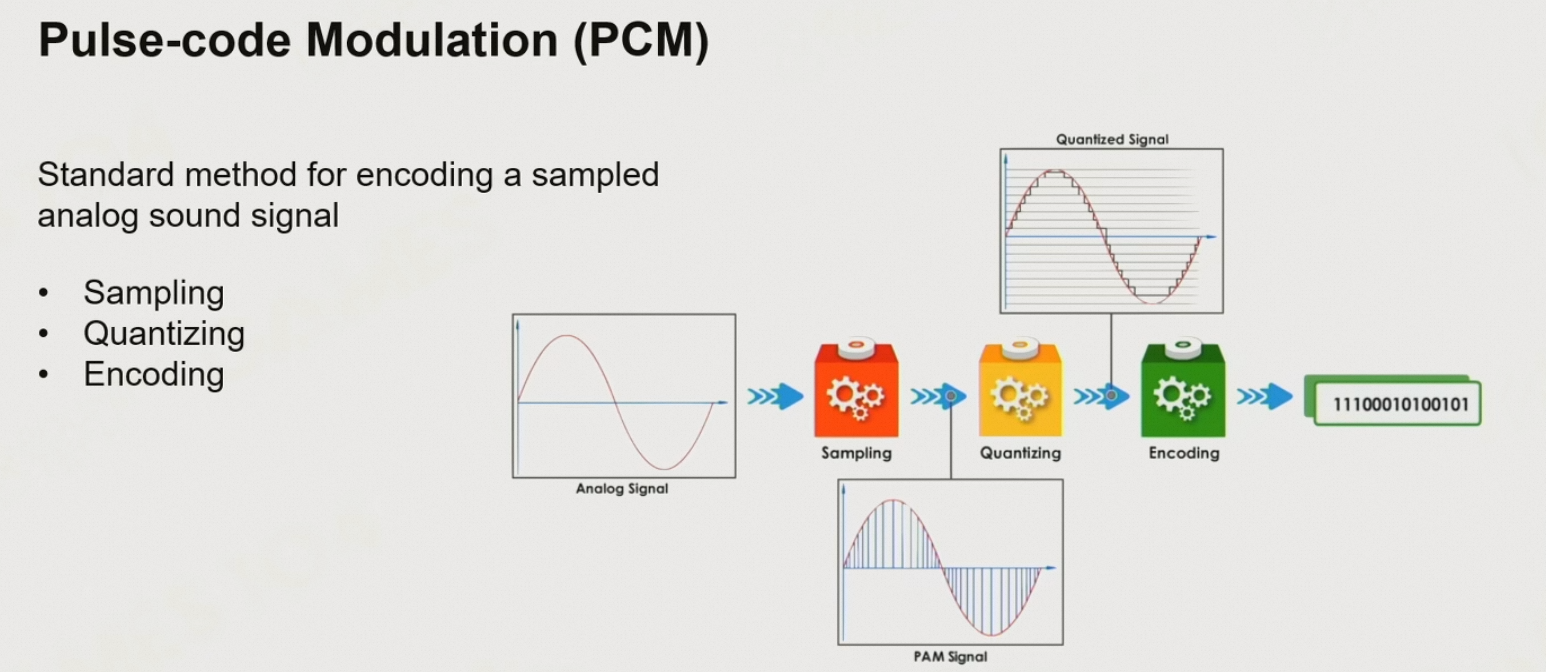 Pulse-code Modulation (PCM)
Standard method for encoding a sampled
analog sound signal
• Sampling
• Quantizing
• Encoding
Quantized Signal
Analog Signal
Sampling
Quantizing
Encoding
11100010100101
PAM Signal